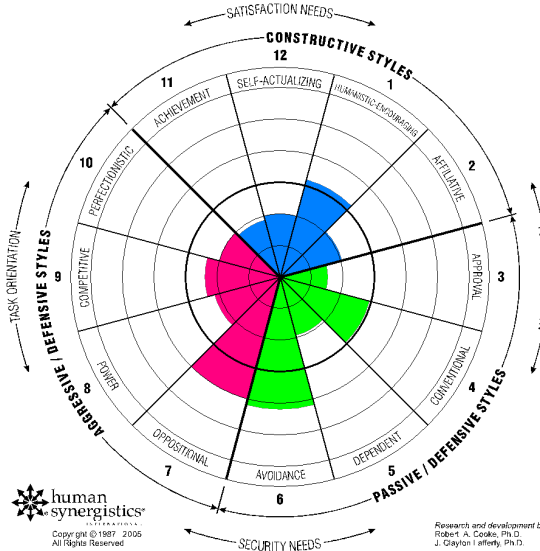 SATISFACTION NEEDS
CONSTRUCTIVE STYLES
12
11
1
SELF-ACTUALIZING
ACHIEVEMENT
HUMANISTIC-ENCOURAGING
10
2
PERFECTIONISTIC
AFFILIATIVE
TASK ORIENTATION
9
COMPETITIVE
APPROVAL
3
AGGRESSIVE / DEFENSIVE STYLES
8
POWER
CONVENTIONAL
4
PASSIVE / DEFENSIVE STYLES
OPPOSITIONAL
DEPENDENT
7
AVOIDANCE
5
6
human
synergistics®
INTERNATIONAL
Copyright © 1987 2005
All Rights Reserved
SECURITY NEEDS
Research and development b
Robert A. Cooke, Ph.D.
J. Clayton Lafferty, Ph.D.